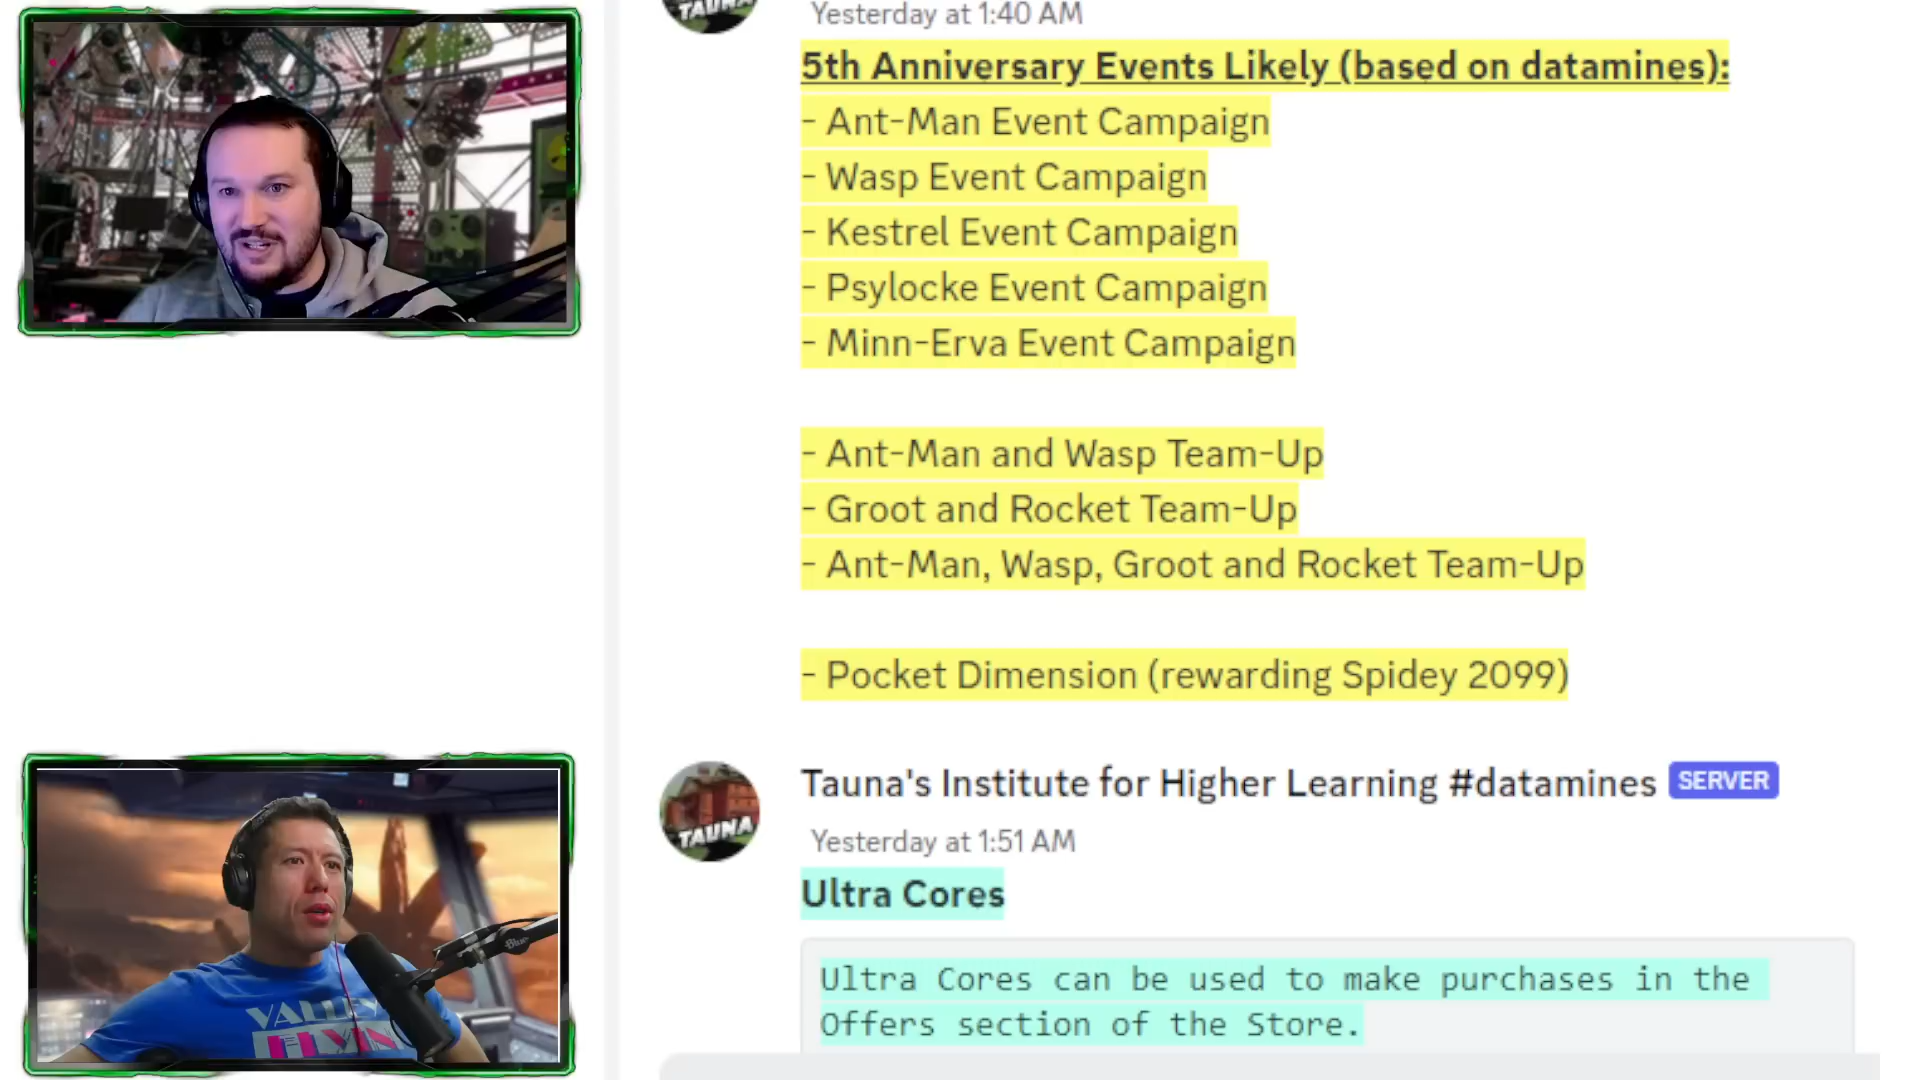 TAUNA
Yesterday at 1:40 AM
5th Anniversary Events Likely (based on datamines):
- Ant-Man Event Campaign
- Wasp Event Campaign
- Kestrel Event Campaign
- Psylocke Event Campaign
- Minn-Erva Event Campaign
- Ant-Man and Wasp Team-Up
- Groot and Rocket Team-Up
- Ant-Man, Wasp, Groot and Rocket Team-Up
- Pocket Dimension (rewarding Spidey 2099)
TAUNA
Tauna's Institute for Higher Learning #datamines SERVER
Yesterday at 1:51 AM
Ultra Cores
Ultra Cores can be used to make purchases in the
Offers section of the Store.
Blue
VALLEY